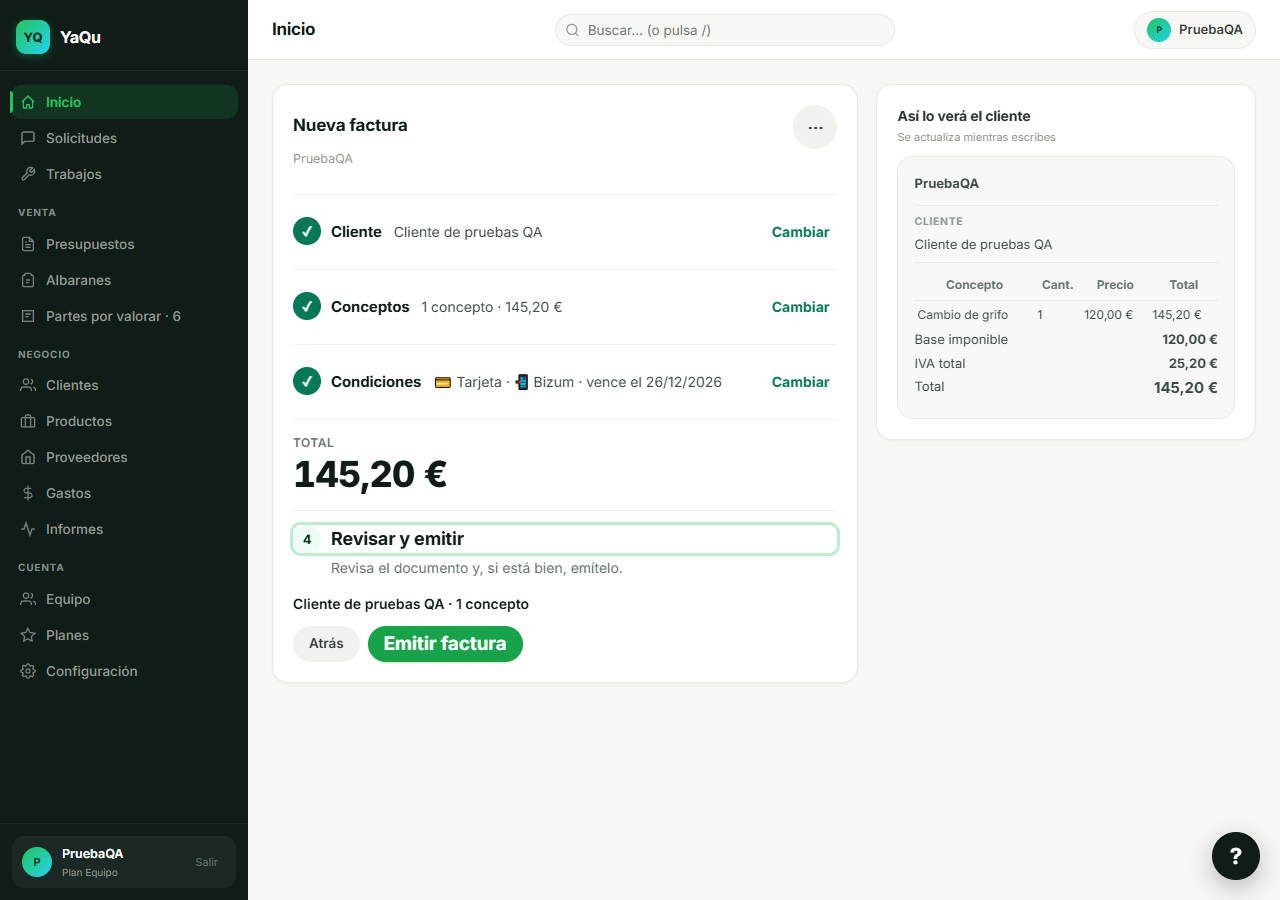 YQ YaQu
Inicio
Solicitudes
Trabajos
VENTA
Presupuestos
Albaranes
Partes por valorar · 6
NEGOCIO
Clientes
Productos
Proveedores
Gastos
Informes
CUENTA
Equipo
Planes
Configuración
P PruebaQA
Plan Equipo
Salir
Inicio
Buscar... (o pulsa /)
P PruebaQA
Nueva factura
...
PruebaQA
Cliente Cliente de pruebas QA Cambiar
Conceptos 1 concepto · 145,20 € Cambiar
Condiciones 💳 Tarjeta · 📲 Bizum · vence el 26/12/2026 Cambiar
TOTAL
145,20 €
4 Revisar y emitir
Revisa el documento y, si está bien, emítelo.
Cliente de pruebas QA · 1 concepto
Atrás Emitir factura
Así lo verá el cliente
Se actualiza mientras escribes
PruebaQA
CLIENTE
Cliente de pruebas QA
Concepto Cant. Precio Total
Cambio de grifo 1 120,00 € 145,20 €
Base imponible 120,00 €
IVA total 25,20 €
Total 145,20 €
?